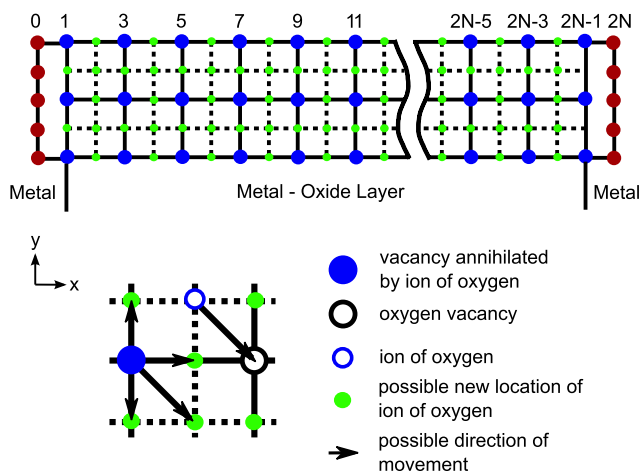 0 1 3 5 7 9 11 2N-5 2N-3 2N-1 2N
Metal Metal - Oxide Layer Metal
y
x
vacancy annihilated
by ion of oxygen
oxygen vacancy
ion of oxygen
possible new location of
ion of oxygen
possible direction of
movement